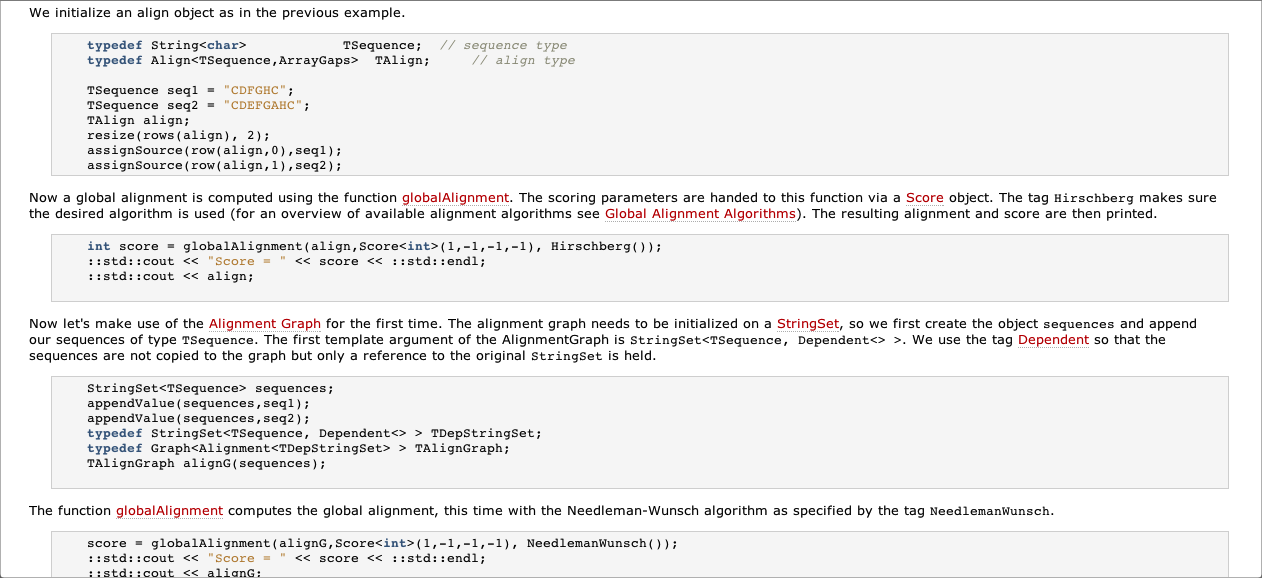 We initialize an align object as in the previous example.
typedef String<char>            TSequence;  // sequence type
typedef Align<TSequence,ArrayGaps>  TAlign;     // align type
TSequence seq1 = "CDFGHC";
TSequence seq2 = "CDEFGAHC";
TAlign align;
resize(rows(align), 2);
assignSource(row(align,0),seq1);
assignSource(row(align,1),seq2);
Now a global alignment is computed using the function globalAlignment. The scoring parameters are handed to this function via a Score object. The tag Hirschberg makes sure
the desired algorithm is used (for an overview of available alignment algorithms see Global Alignment Algorithms). The resulting alignment and score are then printed.
int score = globalAlignment(align,Score<int>(1,-1,-1,-1), Hirschberg());
::std::cout << "Score = " << score << ::std::endl;
::std::cout << align;
Now let's make use of the Alignment Graph for the first time. The alignment graph needs to be initialized on a StringSet, so we first create the object sequences and append
our sequences of type TSequence. The first template argument of the AlignmentGraph is StringSet<TSequence, Dependent<> >. We use the tag Dependent so that the
sequences are not copied to the graph but only a reference to the original StringSet is held.
StringSet<TSequence> sequences;
appendValue(sequences,seq1);
appendValue(sequences,seq2);
typedef StringSet<TSequence, Dependent<> > TDepStringSet;
typedef Graph<Alignment<TDepStringSet> > TAlignGraph;
TAlignGraph alignG(sequences);
The function globalAlignment computes the global alignment, this time with the Needleman-Wunsch algorithm as specified by the tag NeedlemanWunsch.
score = globalAlignment(alignG,Score<int>(1,-1,-1,-1), NeedlemanWunsch());
::std::cout << "Score = " << score << ::std::endl;
::std::cout << alignG;